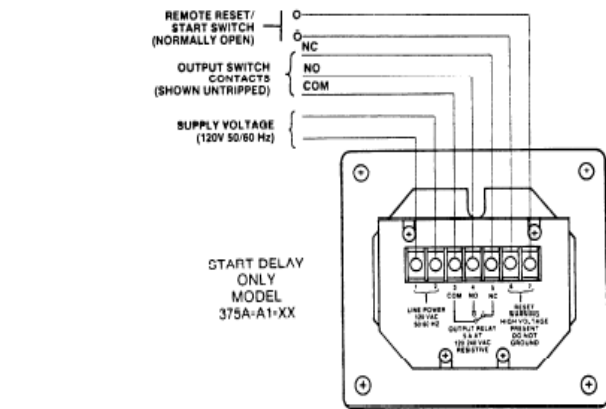 REMOTE RESET/
START SWITCH
(NORMALLY OPEN)
NC
OUTPUT SWITCH
CONTACTS
(SHOWN UNTRIPPED)
NO
COM
SUPPLY VOLTAGE
(120V 50/60 Hz)
START DELAY
ONLY
MODEL
375A-A1-XX
1 2 3 4 5 6 7
COM NO NC
LINE POWER
120 VAC
50/60 HZ
OUTPUT RELAY
5 A AT
120/240 VAC
RESISTIVE
RESET
WARNING
HIGH VOLTAGE
PRESENT
DO NOT
GROUND